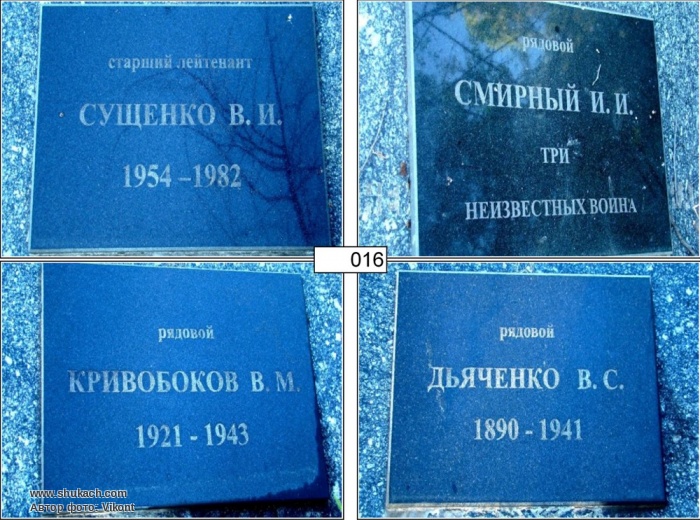 старший лейтенант
СУЩЕНКО В. И.
1954 – 1982
рядовой
СМИРНЫЙ И. И.
ТРИ
НЕИЗВЕСТНЫХ ВОИНА
016
рядовой
КРИВОБОКОВ В. М.
1921 - 1943
рядовой
ДЬЯЧЕНКО В. С.
1890 - 1941
www.shukach.com
Автор фото: Vikont